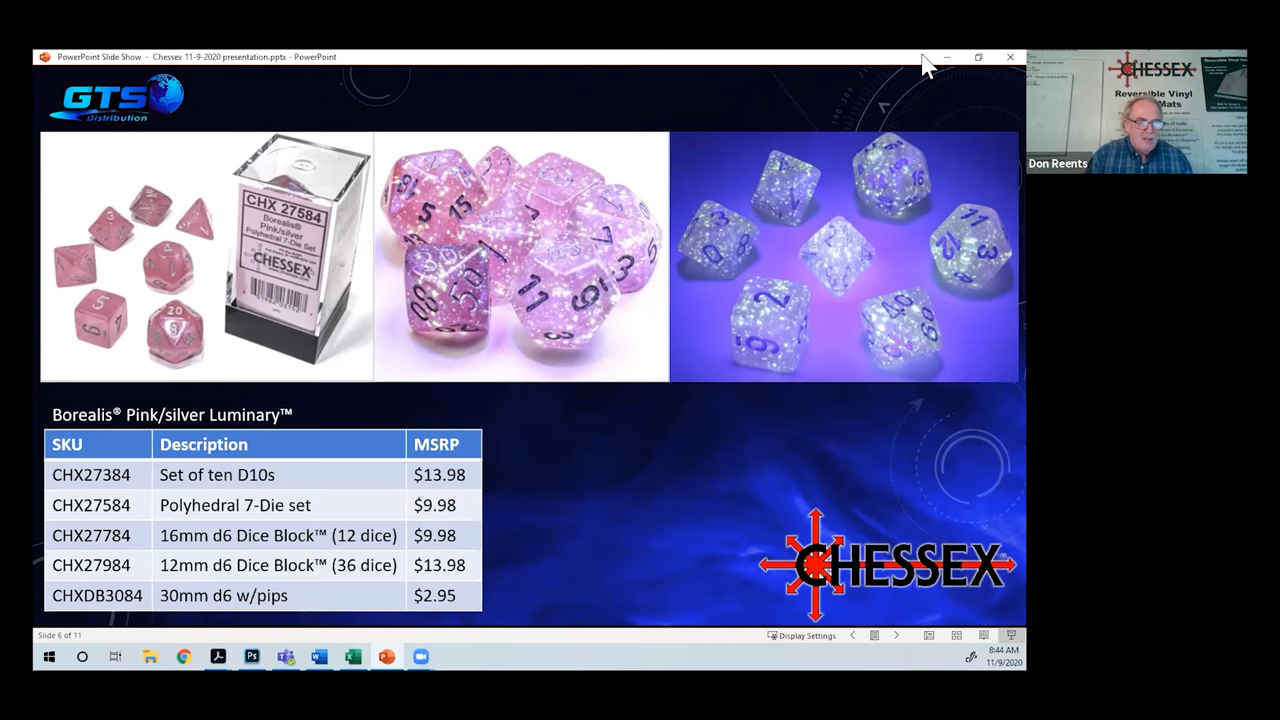 PowerPoint Slide Show - Chessex 11-9-2020 presentation.pptx - PowerPoint
GTS
Distribution
CHX 27584
Borealis®
Pink/silver
Polyhedral 7-Die Set
CHESSEX
CHESSEX
Reversible Vinyl
Mats
Don Reents
Borealis® Pink/silver Luminary™
SKU Description MSRP
CHX27384 Set of ten D10s $13.98
CHX27584 Polyhedral 7-Die set $9.98
CHX27784 16mm d6 Dice Block™ (12 dice) $9.98
CHX27984 12mm d6 Dice Block™ (36 dice) $13.98
CHXDB3084 30mm d6 w/pips $2.95
CHESSEX
Slide 6 of 11
Display Settings
8:44 AM
11/9/2020